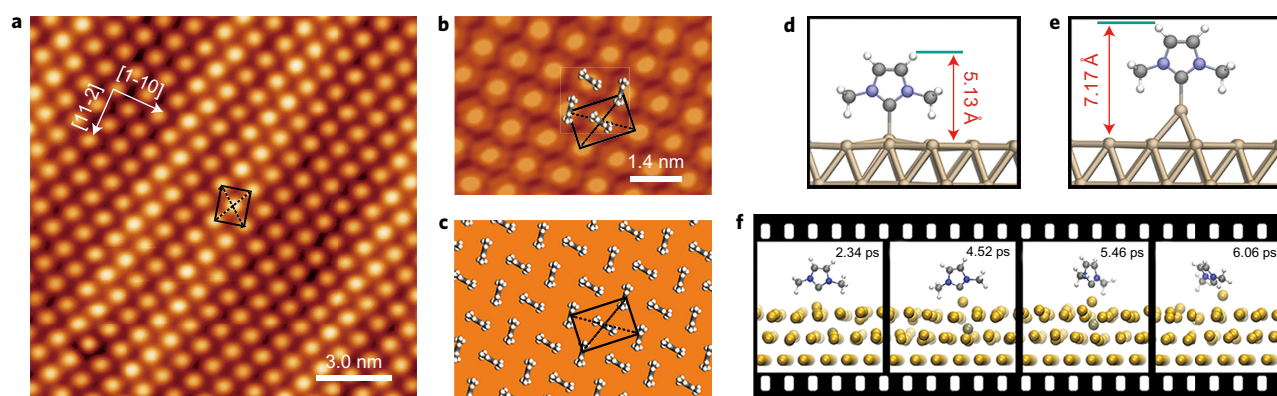 a
[11-2]
[1-10]
3.0 nm
b
1.4 nm
c
d
5.13 Å
e
7.17 Å
f
2.34 ps
4.52 ps
5.46 ps
6.06 ps